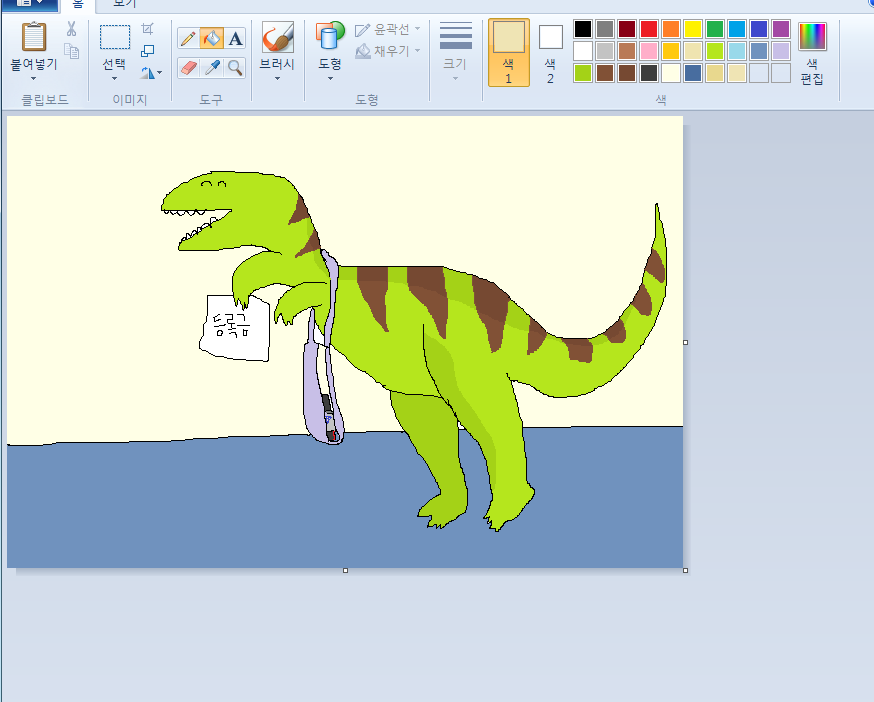 홈 보기
붙여넣기
클립보드
선택
이미지
A
도구
브러시
도형
윤곽선
채우기
도형
크기
색
1
색
2
색
편집
색
등록금